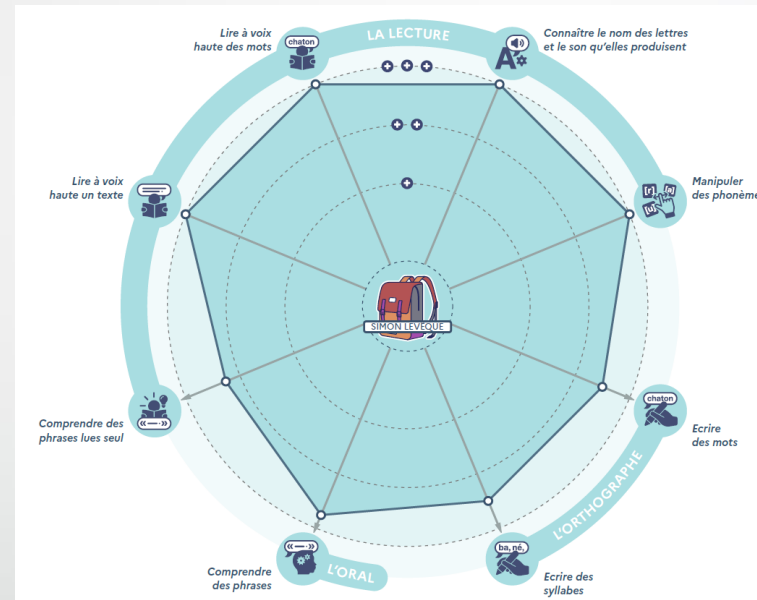 Lire à voix
haute des mots
chaton
LA LECTURE
Connaître le nom des lettres
et le son qu'elles produisent
A
Lire à voix
haute un texte
[r] [a]
[u]
Manipuler
des phonème
SIMON LEVEQUE
Comprendre des
phrases lues seul
«—»
chaton
Ecrire
des mots
L'ORTHOGRAPHE
«—»
Comprendre
des phrases
L'ORAL
ba, né,
Ecrire des
syllabes